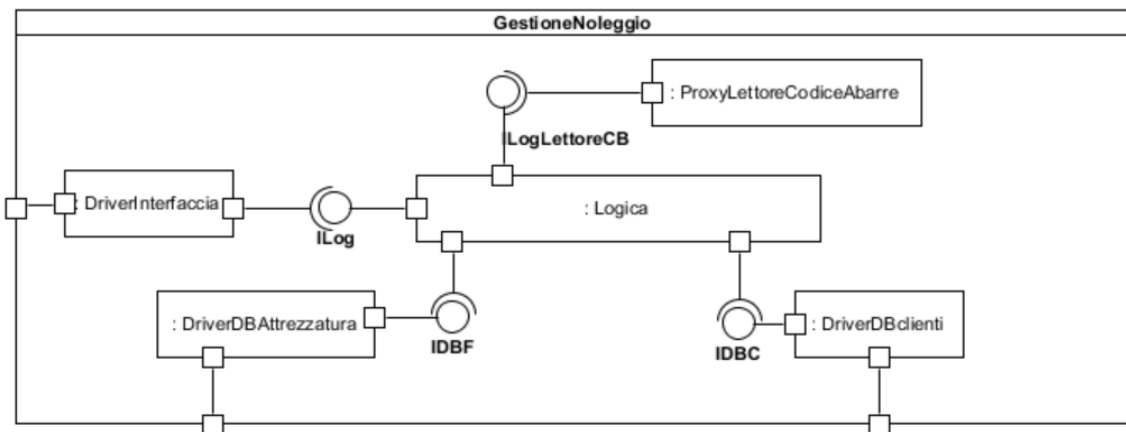 GestioneNoleggio
: ProxyLettoreCodiceAbarre
ILogLettoreCB
: DriverInterfaccia
: Logica
ILog
: DriverDBAttrezzatura
: DriverDBclienti
IDBF
IDBC